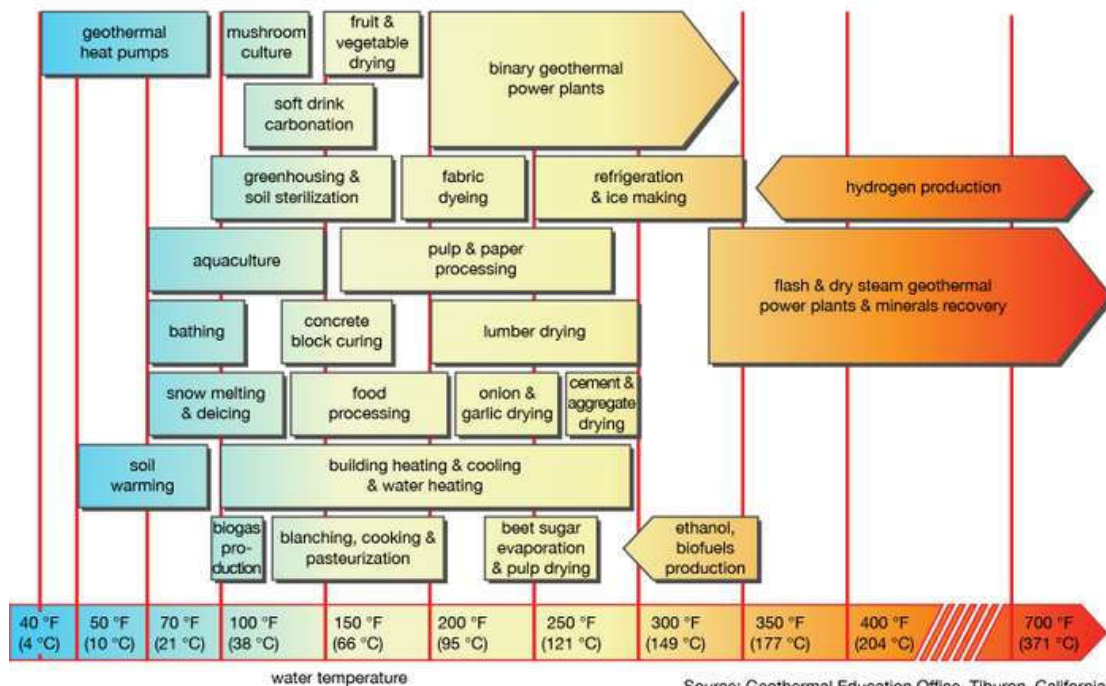 geothermal
heat pumps
mushroom
culture
fruit &
vegetable
drying
binary geothermal
power plants
soft drink
carbonation
greenhousing &
soil sterilization
fabric
dyeing
refrigeration
& ice making
hydrogen production
aquaculture
pulp & paper
processing
flash & dry steam geothermal
power plants & minerals recovery
bathing
concrete
block curing
lumber drying
snow melting
& deicing
food
processing
onion &
garlic drying
cement &
aggregate
drying
soil
warming
building heating & cooling
& water heating
biogas
pro-
duction
blanching, cooking &
pasteurization
beet sugar
evaporation
& pulp drying
ethanol,
biofuels
production
40 °F
(4 °C)
50 °F
(10 °C)
70 °F
(21 °C)
100 °F
(38 °C)
150 °F
(66 °C)
200 °F
(95 °C)
250 °F
(121 °C)
300 °F
(149 °C)
350 °F
(177 °C)
400 °F
(204 °C)
700 °F
(371 °C)
water temperature
Source: Geothermal Education Office, Tiburon, California